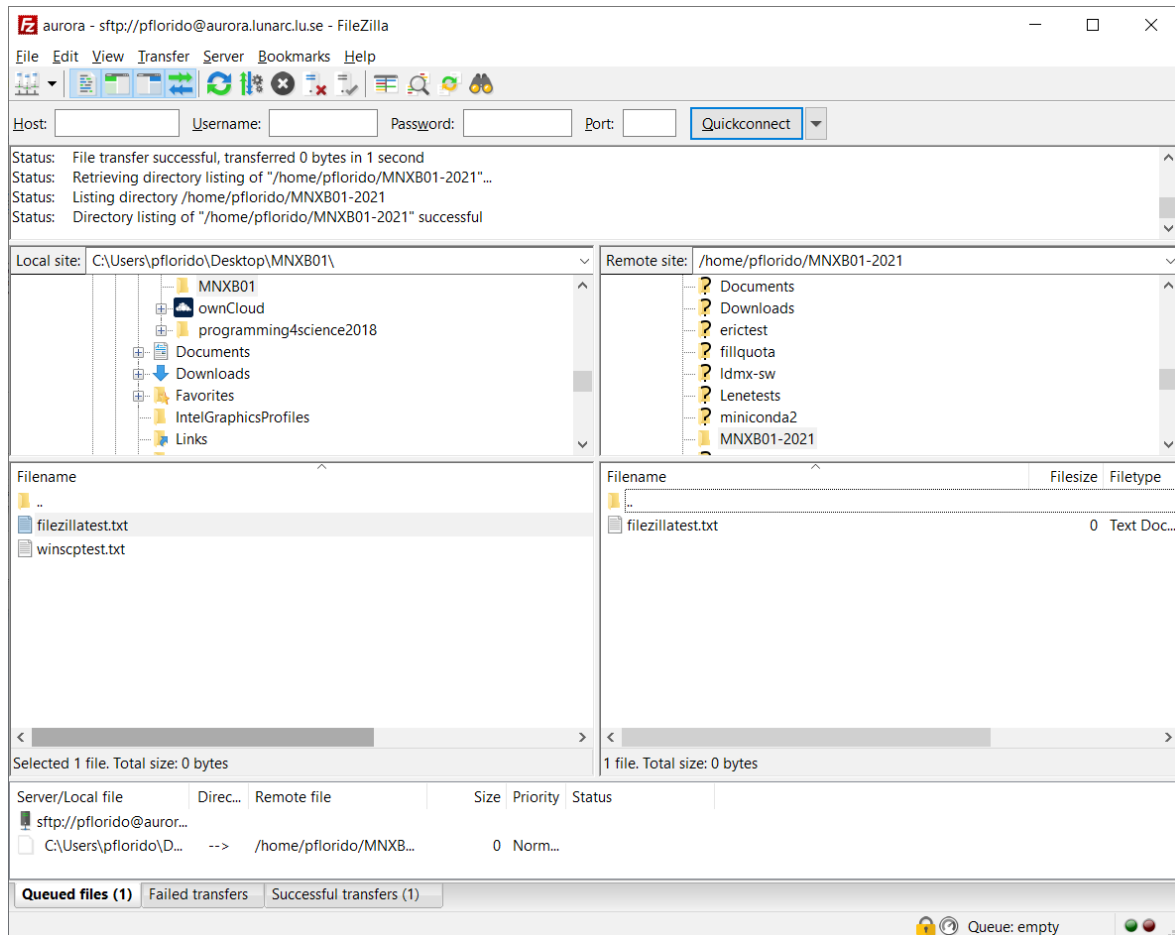 aurora - sftp://pflorido@aurora.lunarc.lu.se - FileZilla
File Edit View Transfer Server Bookmarks Help
Host: Username: Password: Port: Quickconnect
Status: File transfer successful, transferred 0 bytes in 1 second
Status: Retrieving directory listing of "/home/pflorido/MNXB01-2021"...
Status: Listing directory /home/pflorido/MNXB01-2021
Status: Directory listing of "/home/pflorido/MNXB01-2021" successful
Local site: C:\Users\pflorido\Desktop\MNXB01\
MNXB01
ownCloud
programming4science2018
Documents
Downloads
Favorites
IntelGraphicsProfiles
Links
Remote site: /home/pflorido/MNXB01-2021
Documents
Downloads
erictest
fillquota
ldmx-sw
Lenetests
miniconda2
MNXB01-2021
Filename
..
filezillatest.txt
winscptest.txt
Selected 1 file. Total size: 0 bytes
Filename Filesize Filetype
..
filezillatest.txt 0 Text Doc...
1 file. Total size: 0 bytes
Server/Local file Direc... Remote file Size Priority Status
sftp://pflorido@auror...
C:\Users\pflorido\D... --> /home/pflorido/MNXB... 0 Norm...
Queued files (1) Failed transfers Successful transfers (1)
Queue: empty